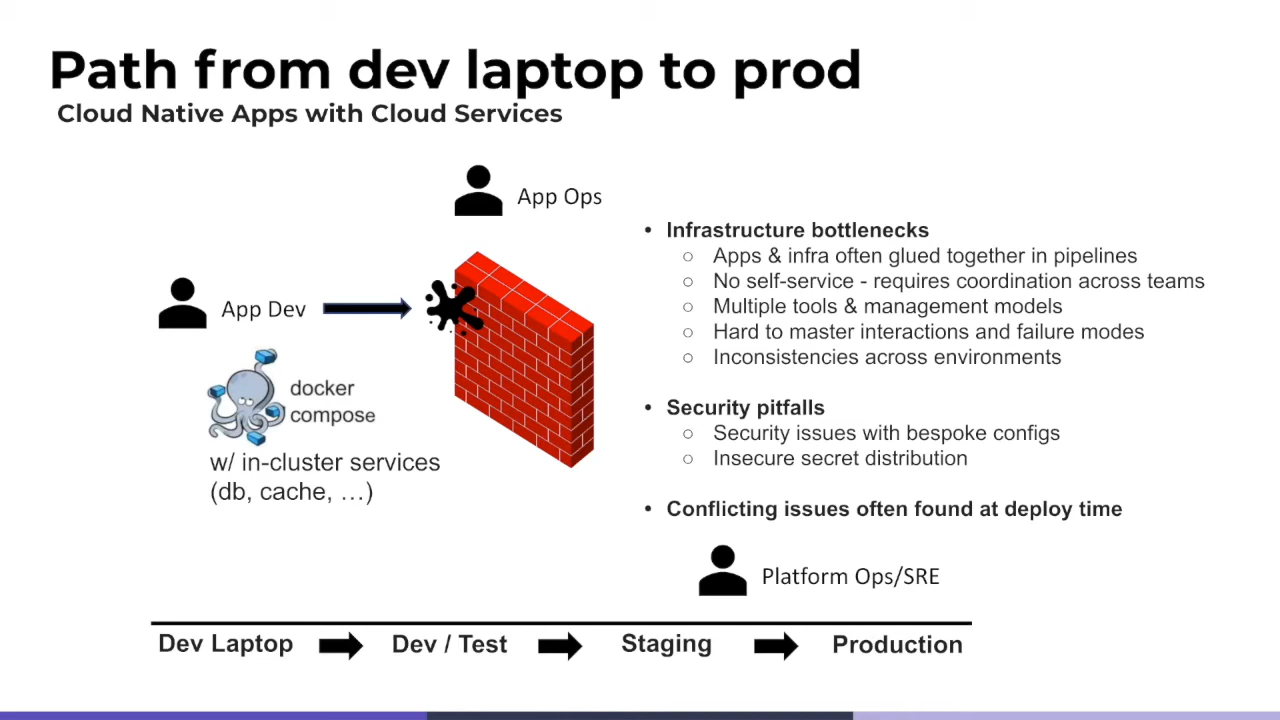 Path from dev laptop to prod
Cloud Native Apps with Cloud Services
App Ops
App Dev
docker
compose
w/ in-cluster services
(db, cache, …)
• Infrastructure bottlenecks
○ Apps & infra often glued together in pipelines
○ No self-service - requires coordination across teams
○ Multiple tools & management models
○ Hard to master interactions and failure modes
○ Inconsistencies across environments
• Security pitfalls
○ Security issues with bespoke configs
○ Insecure secret distribution
• Conflicting issues often found at deploy time
Platform Ops/SRE
Dev Laptop
Dev / Test
Staging
Production